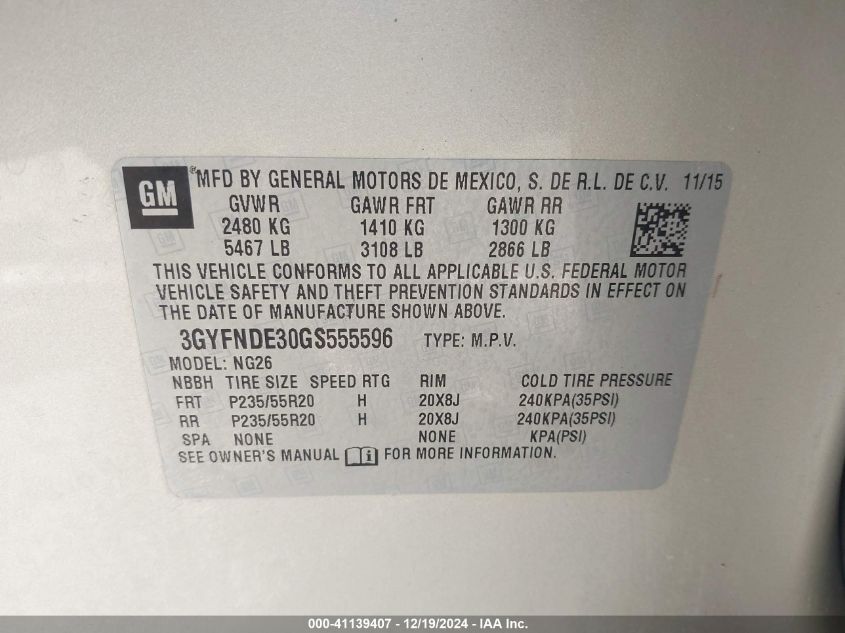 GM ® MFD BY GENERAL MOTORS DE MEXICO, S. DE R.L. DE C.V. 11/15
GVWR GAWR FRT GAWR RR
2480 KG 1410 KG 1300 KG
5467 LB 3108 LB 2866 LB
THIS VEHICLE CONFORMS TO ALL APPLICABLE U.S. FEDERAL MOTOR
VEHICLE SAFETY AND THEFT PREVENTION STANDARDS IN EFFECT ON
THE DATE OF MANUFACTURE SHOWN ABOVE.
3GYFNDE30GS555596 TYPE: M.P.V.
MODEL: NG26
NBBH TIRE SIZE SPEED RTG RIM COLD TIRE PRESSURE
FRT P235/55R20 H 20X8J 240KPA(35PSI)
RR P235/55R20 H 20X8J 240KPA(35PSI)
SPA NONE NONE KPA(PSI)
SEE OWNER'S MANUAL i FOR MORE INFORMATION.
000-41139407 - 12/19/2024 - IAA Inc.